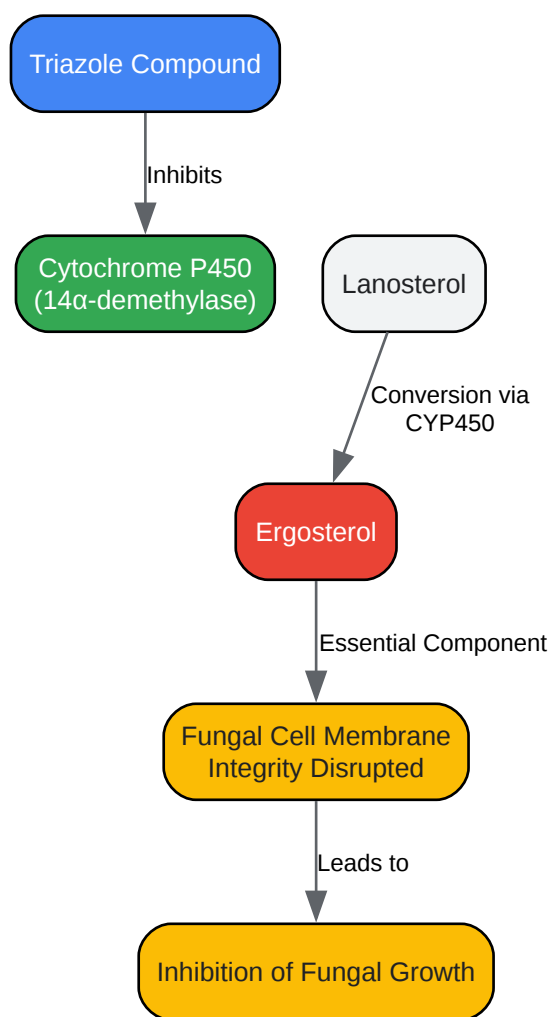 Triazole Compound
Inhibits
Cytochrome P450
(14α-demethylase)
Lanosterol
Conversion via
CYP450
Ergosterol
Essential Component
Fungal Cell Membrane
Integrity Disrupted
Leads to
Inhibition of Fungal Growth